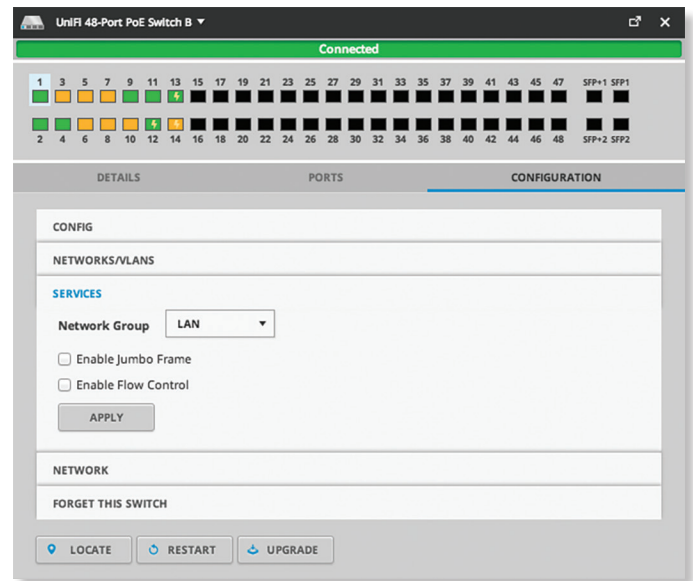 UniFi 48-Port PoE Switch B
Connected
1 3 5 7 9 11 13 15 17 19 21 23 25 27 29 31 33 35 37 39 41 43 45 47 SFP+1 SFP1
2 4 6 8 10 12 14 16 18 20 22 24 26 28 30 32 34 36 38 40 42 44 46 48 SFP+2 SFP2
DETAILS PORTS CONFIGURATION
CONFIG
NETWORKS/VLANS
SERVICES
Network Group LAN
Enable Jumbo Frame
Enable Flow Control
APPLY
NETWORK
FORGET THIS SWITCH
LOCATE RESTART UPGRADE